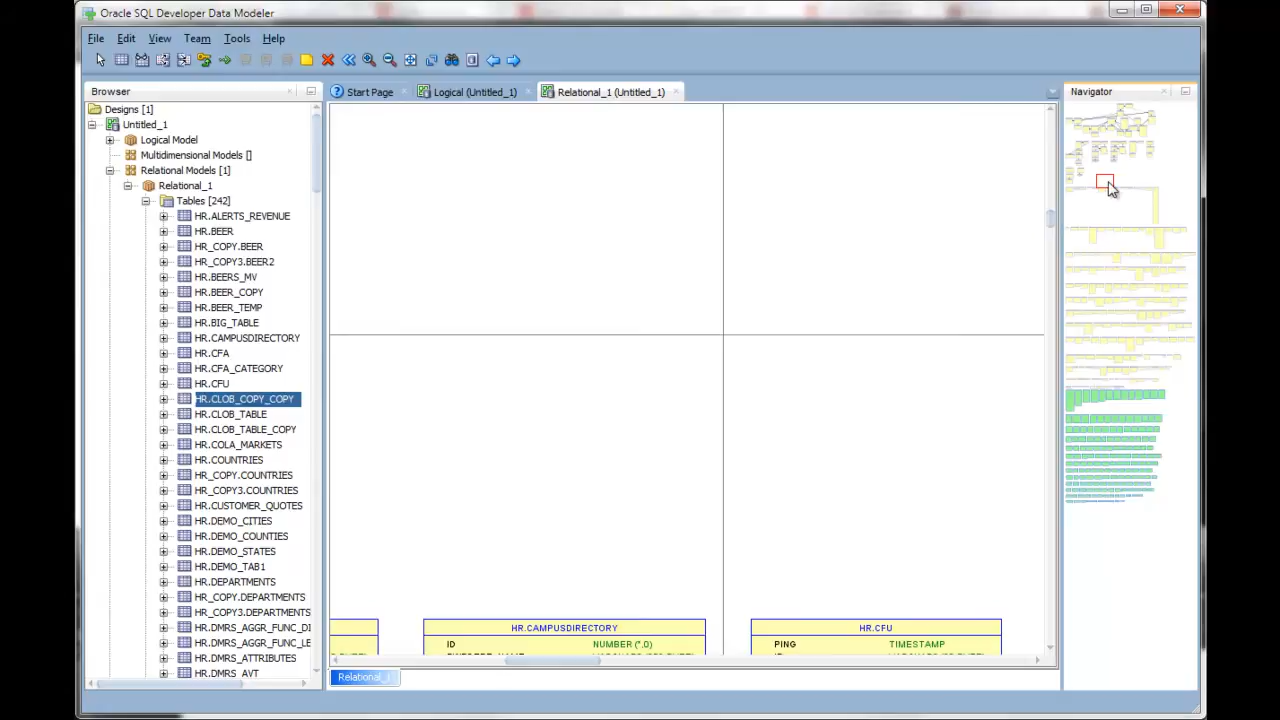 Oracle SQL Developer Data Modeler
File Edit View Team Tools Help
Browser
Start Page
Logical (Untitled_1)
Relational_1 (Untitled_1)
Navigator
Designs [1]
Untitled_1
Logical Model
Multidimensional Models []
Relational Models [1]
Relational_1
Tables [242]
HR.ALERTS_REVENUE
HR.BEER
HR_COPY.BEER
HR_COPY3.BEER2
HR.BEERS_MV
HR.BEER_COPY
HR.BEER_TEMP
HR.BIG_TABLE
HR.CAMPUSDIRECTORY
HR.CFA
HR.CFA_CATEGORY
HR.CFU
HR.CLOB_COPY_COPY
HR.CLOB_TABLE
HR.CLOB_TABLE_COPY
HR.COLA_MARKETS
HR.COUNTRIES
HR_COPY.COUNTRIES
HR_COPY3.COUNTRIES
HR.CUSTOMER_QUOTES
HR.DEMO_CITIES
HR.DEMO_COUNTIES
HR.DEMO_STATES
HR.DEMO_TAB1
HR.DEPARTMENTS
HR_COPY.DEPARTMENTS
HR_COPY3.DEPARTMENTS
HR.DMRS_AGGR_FUNC_DI
HR.DMRS_AGGR_FUNC_LE
HR.DMRS_ATTRIBUTES
HR.DMRS_AVT
HR.CAMPUSDIRECTORY
ID NUMBER (*,0)
HR.CFU
PING TIMESTAMP
Relational_1